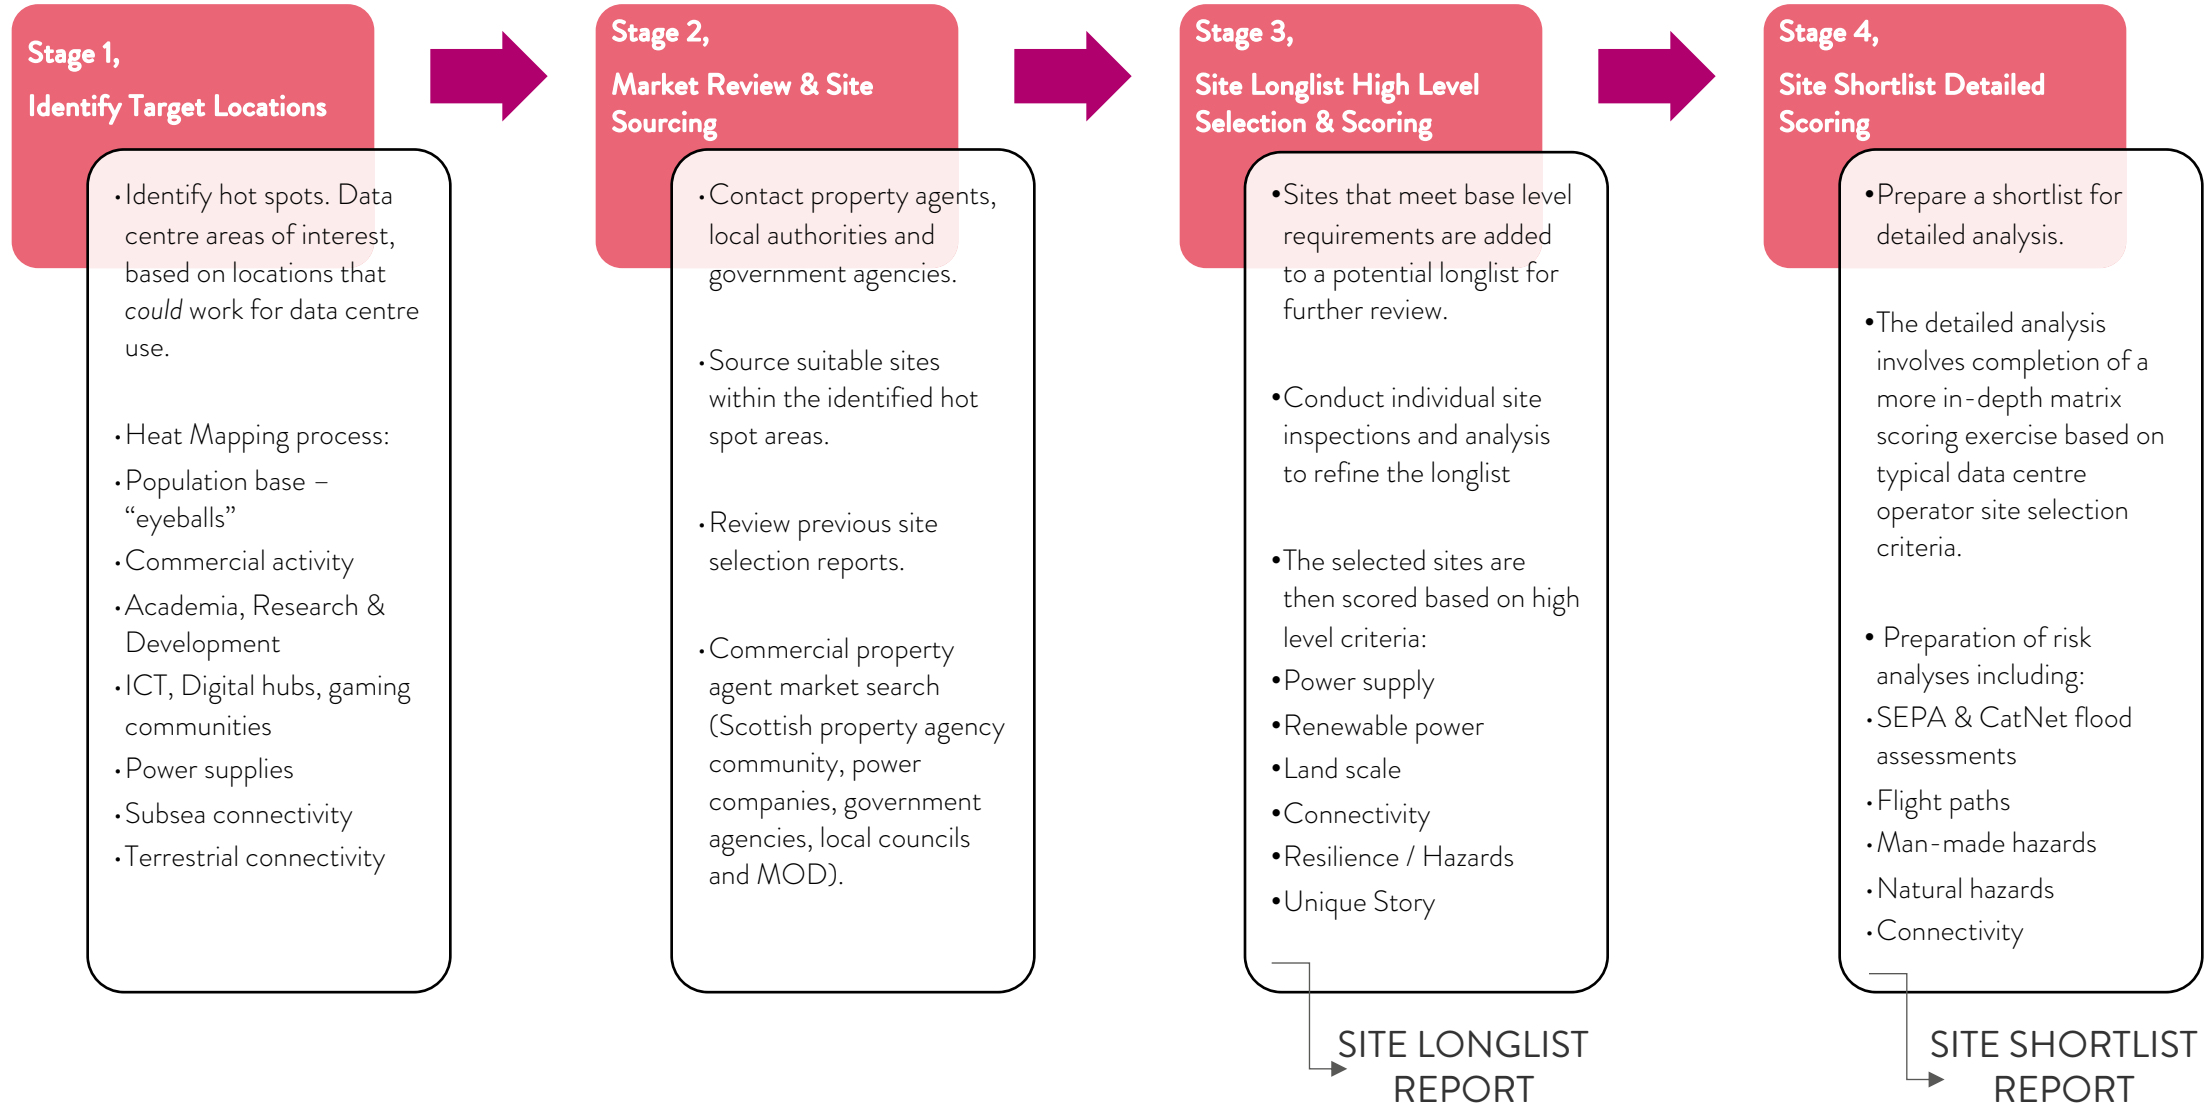 Stage 1,
Identify Target Locations
•Identify hot spots. Data
centre areas of interest,
based on locations that
could work for data centre
use.
•Heat Mapping process:
•Population base –
“eyeballs”
•Commercial activity
•Academia, Research &
Development
•ICT, Digital hubs, gaming
communities
•Power supplies
•Subsea connectivity
•Terrestrial connectivity
Stage 2,
Market Review & Site
Sourcing
•Contact property agents,
local authorities and
government agencies.
•Source suitable sites
within the identified hot
spot areas.
•Review previous site
selection reports.
•Commercial property
agent market search
(Scottish property agency
community, power
companies, government
agencies, local councils
and MOD).
Stage 3,
Site Longlist High Level
Selection & Scoring
•Sites that meet base level
requirements are added
to a potential longlist for
further review.
•Conduct individual site
inspections and analysis
to refine the longlist
•The selected sites are
then scored based on high
level criteria:
•Power supply
•Renewable power
•Land scale
•Connectivity
•Resilience / Hazards
•Unique Story
SITE LONGLIST
REPORT
Stage 4,
Site Shortlist Detailed
Scoring
•Prepare a shortlist for
detailed analysis.
•The detailed analysis
involves completion of a
more in-depth matrix
scoring exercise based on
typical data centre
operator site selection
criteria.
• Preparation of risk
analyses including:
•SEPA & CatNet flood
assessments
•Flight paths
•Man-made hazards
•Natural hazards
•Connectivity
SITE SHORTLIST
REPORT